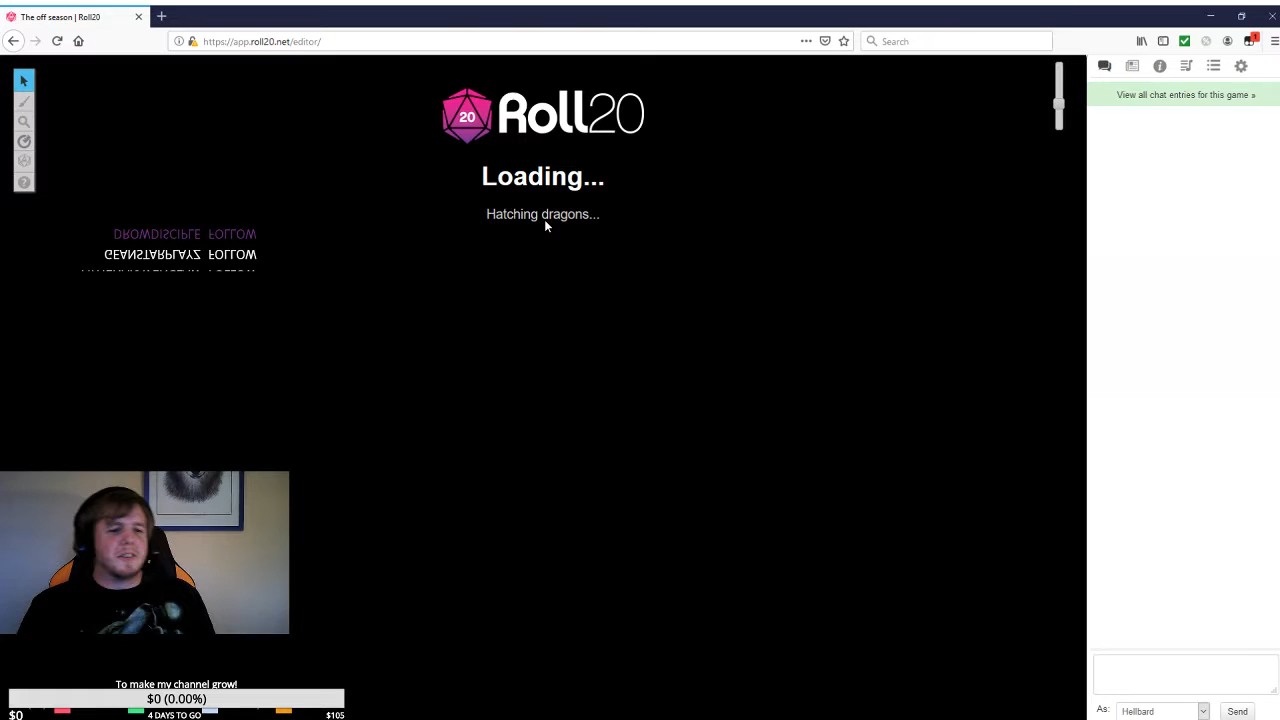 The off season | Roll20
https://app.roll20.net/editor/
Search
1
View all chat entries for this game »
20 Roll20
Loading...
Hatching dragons...
DROWDISCIPLE FOLLOW
GEANSTARPLAYZ FOLLOW
To make my channel grow!
$0 (0.00%)
$0
4 DAYS TO GO
$105
As:
Hellbard
Send